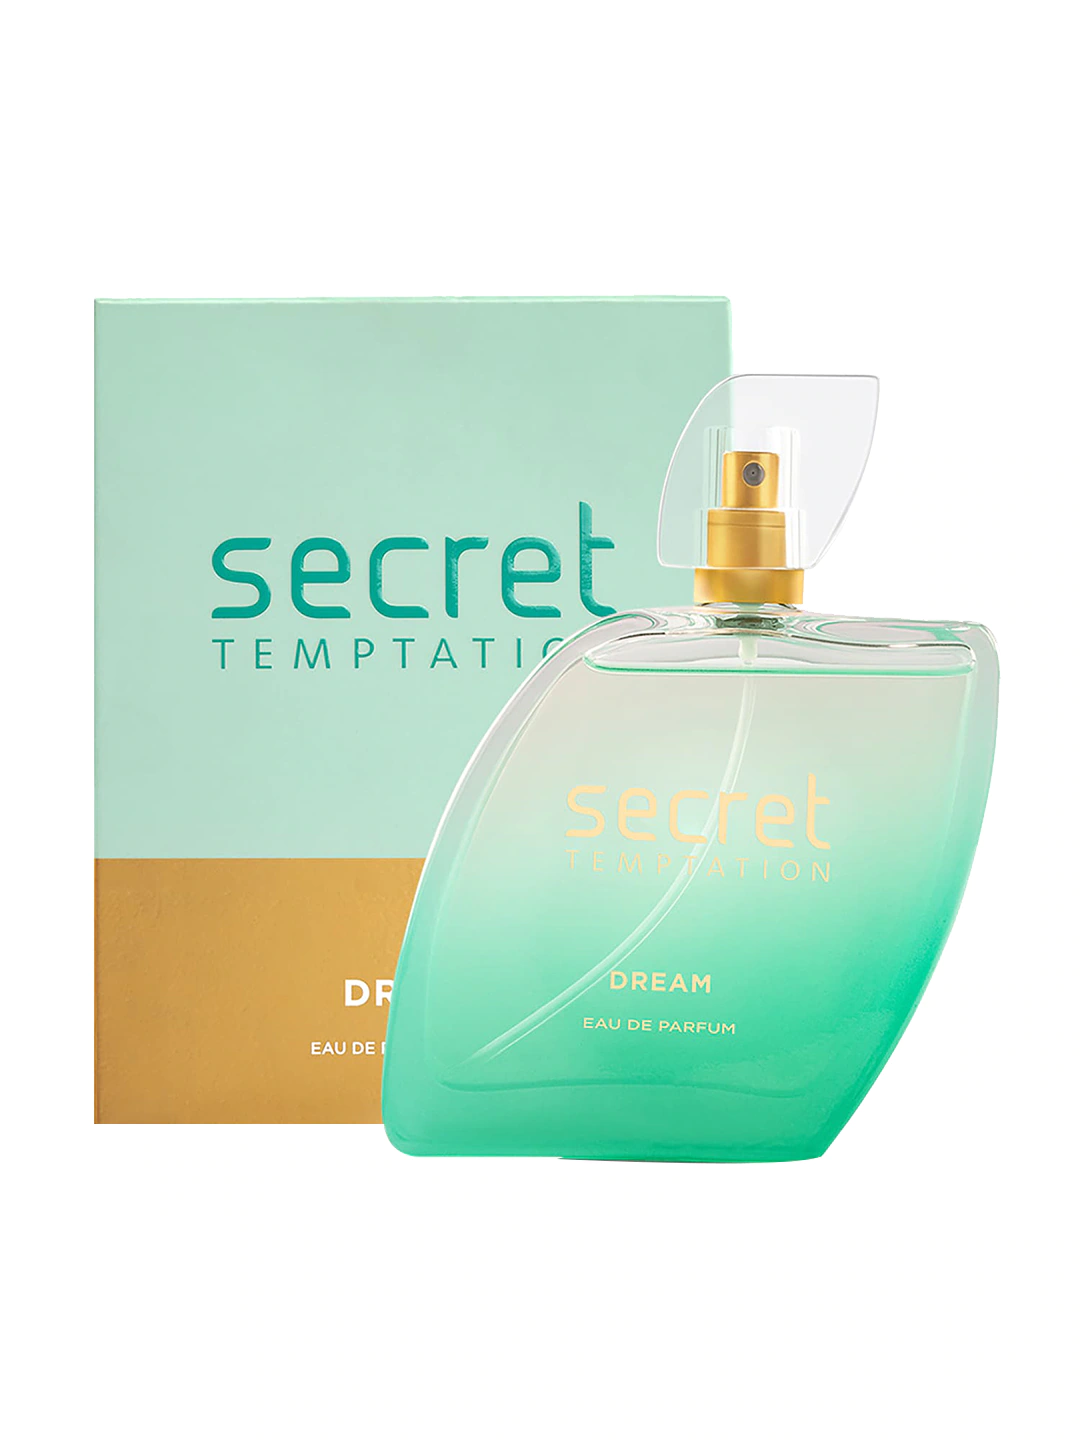 secret
TEMPTATIO
DR
EAU DE
secret
TEMPTATION
DREAM
EAU DE PARFUM